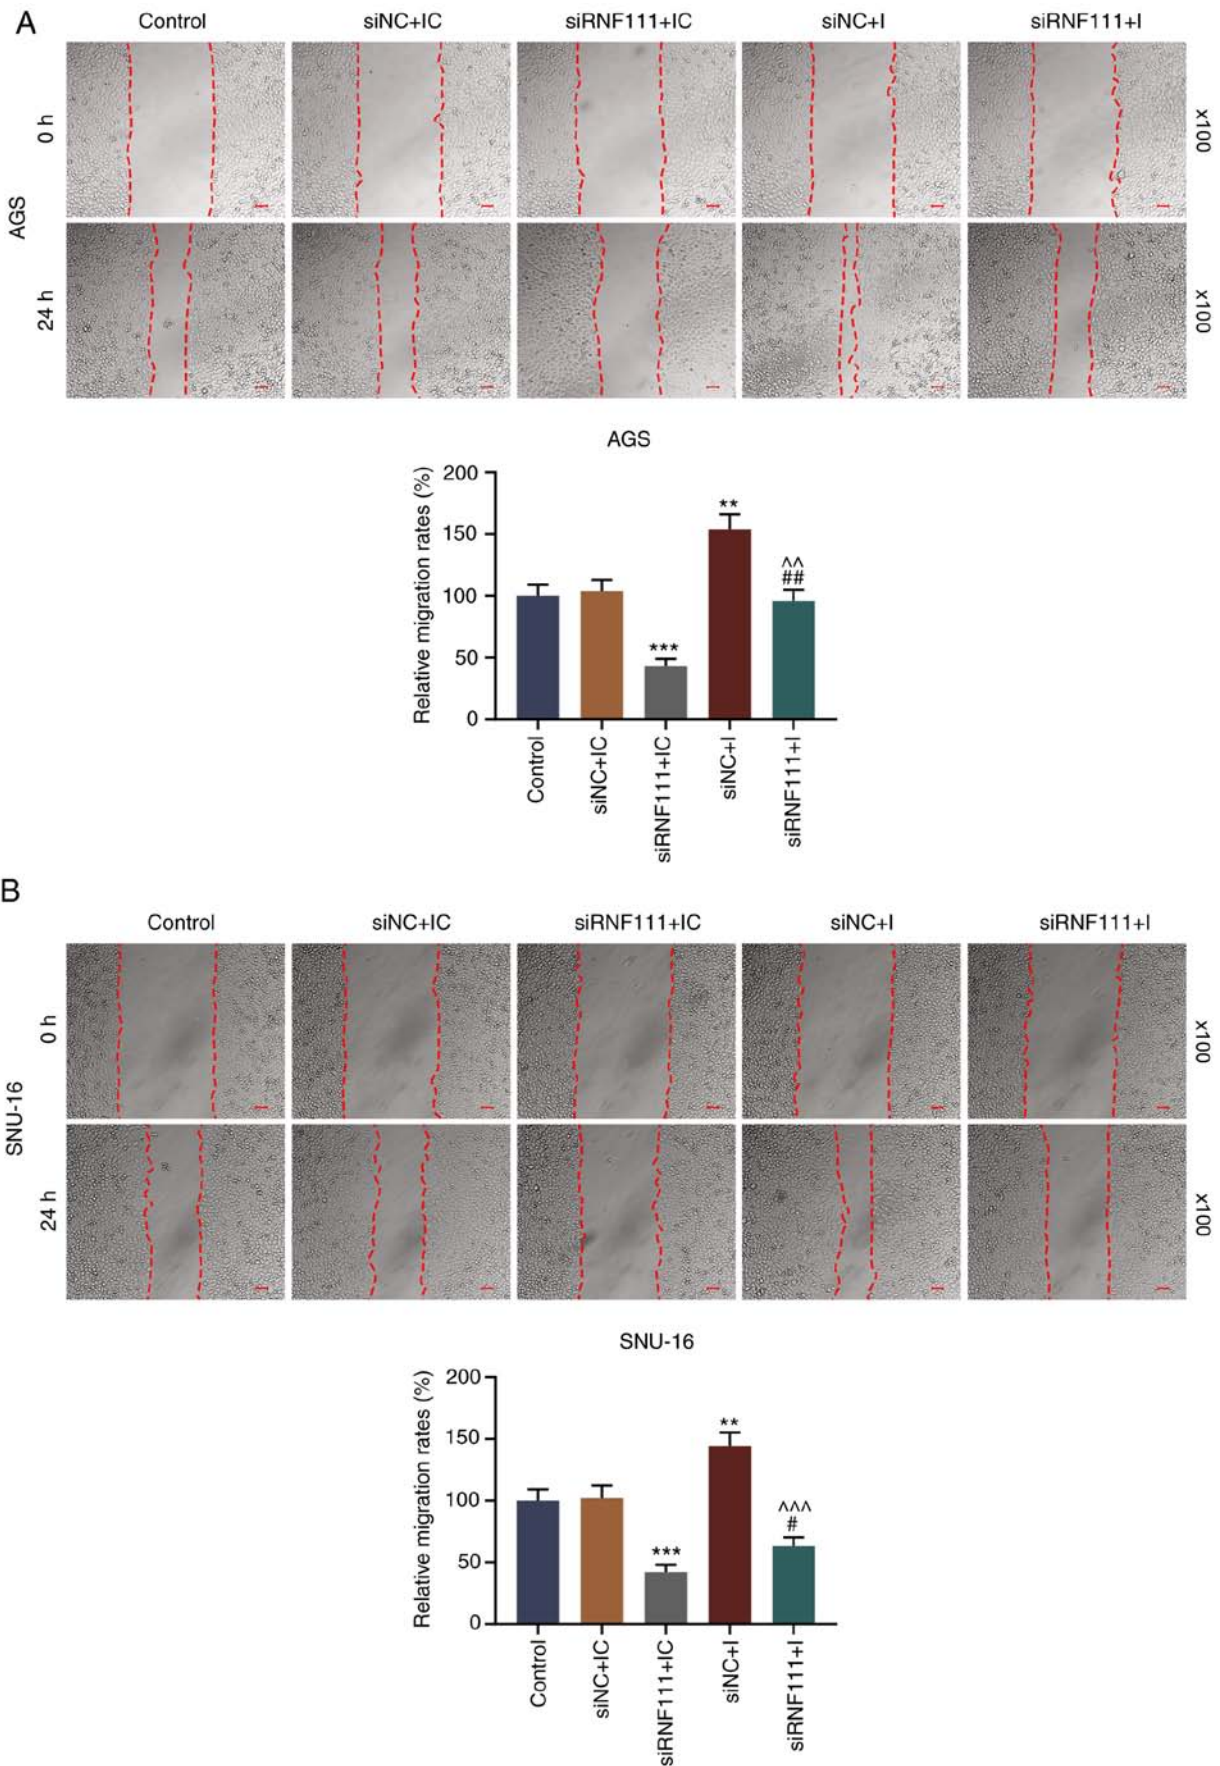 A
Control siNC+IC siRNF111+IC siNC+I siRNF111+I
AGS
0 h
x100
24 h
x100
AGS
Relative migration rates (%)
200
150
100
50
0
**
^^
##
***
Control
siNC+IC
siRNF111+IC
siNC+I
siRNF111+I
B
Control siNC+IC siRNF111+IC siNC+I siRNF111+I
SNU-16
0 h
x100
24 h
x100
SNU-16
Relative migration rates (%)
200
150
100
50
0
**
^^^
#
***
Control
siNC+IC
siRNF111+IC
siNC+I
siRNF111+I